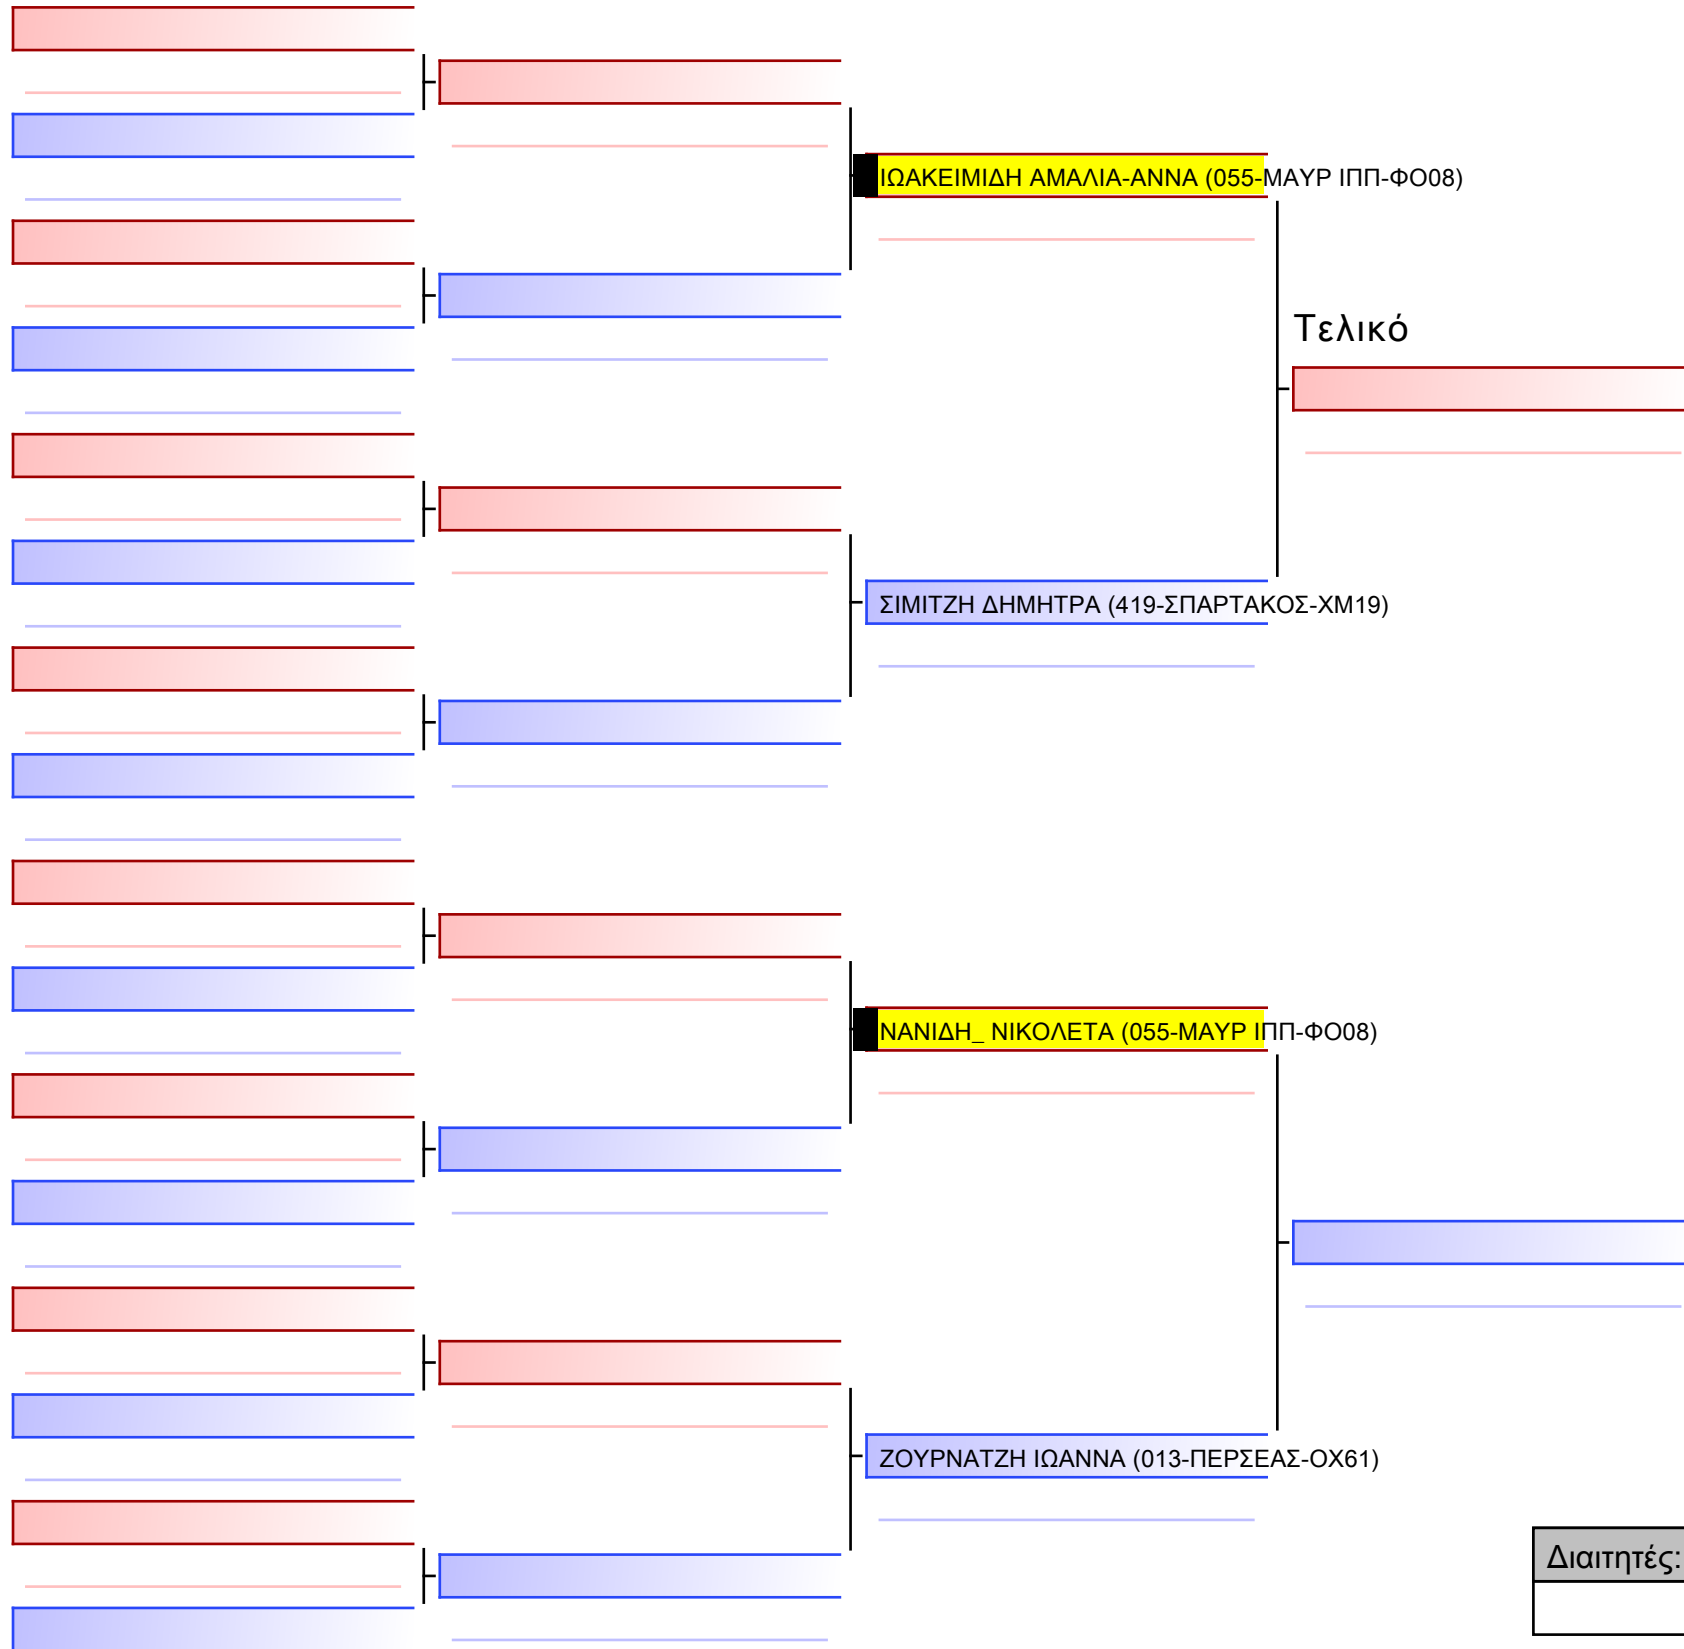 ΙΩΑΚΕΙΜΙΔΗ ΑΜΑΛΙΑ-ΑΝΝΑ (055-ΜΑΥΡ ΙΠΠ-ΦΟ08)
Τελικό
ΣΙΜΙΤΖΗ ΔΗΜΗΤΡΑ (419-ΣΠΑΡΤΑΚΟΣ-ΧΜ19)
ΝΑΝΙΔΗ_ ΝΙΚΟΛΕΤΑ (055-ΜΑΥΡ ΙΠΠ-ΦΟ08)
ΖΟΥΡΝΑΤΖΗ ΙΩΑΝΝΑ (013-ΠΕΡΣΕΑΣ-ΟΧ61)
Διαιτητές: